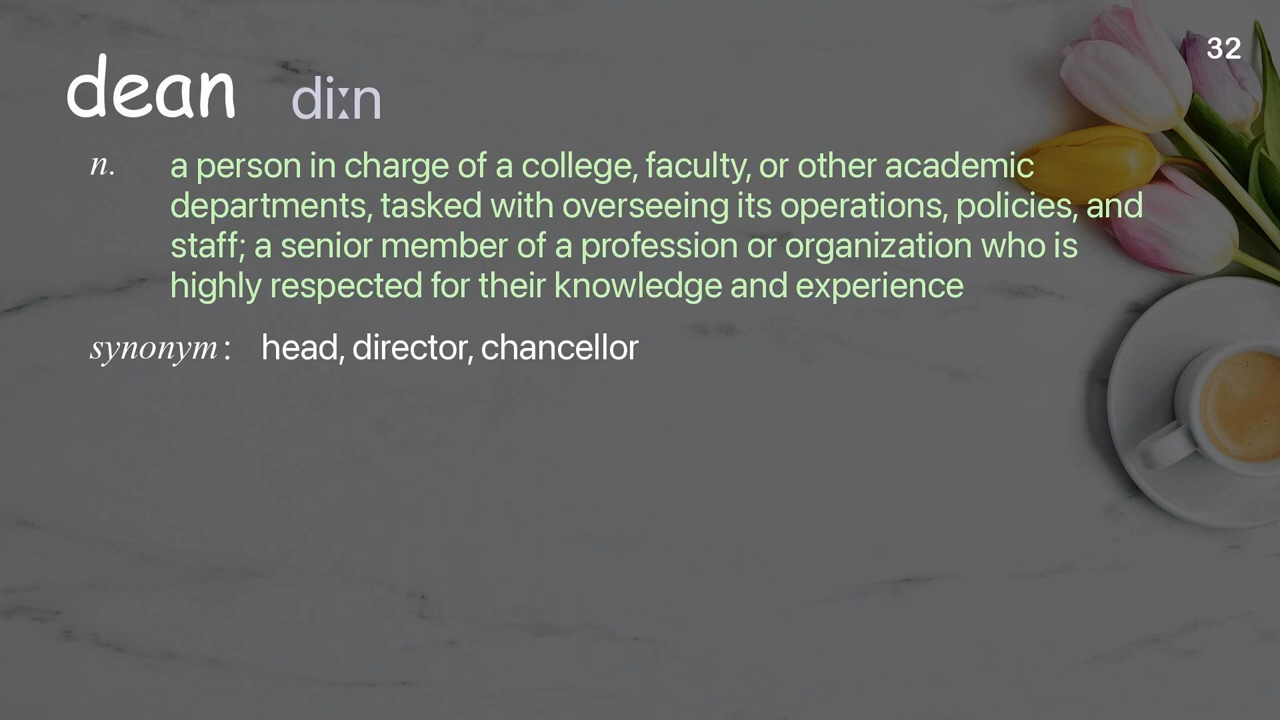 32
dean diːn
n. a person in charge of a college, faculty, or other academic
departments, tasked with overseeing its operations, policies, and
staff; a senior member of a profession or organization who is
highly respected for their knowledge and experience
synonym: head, director, chancellor